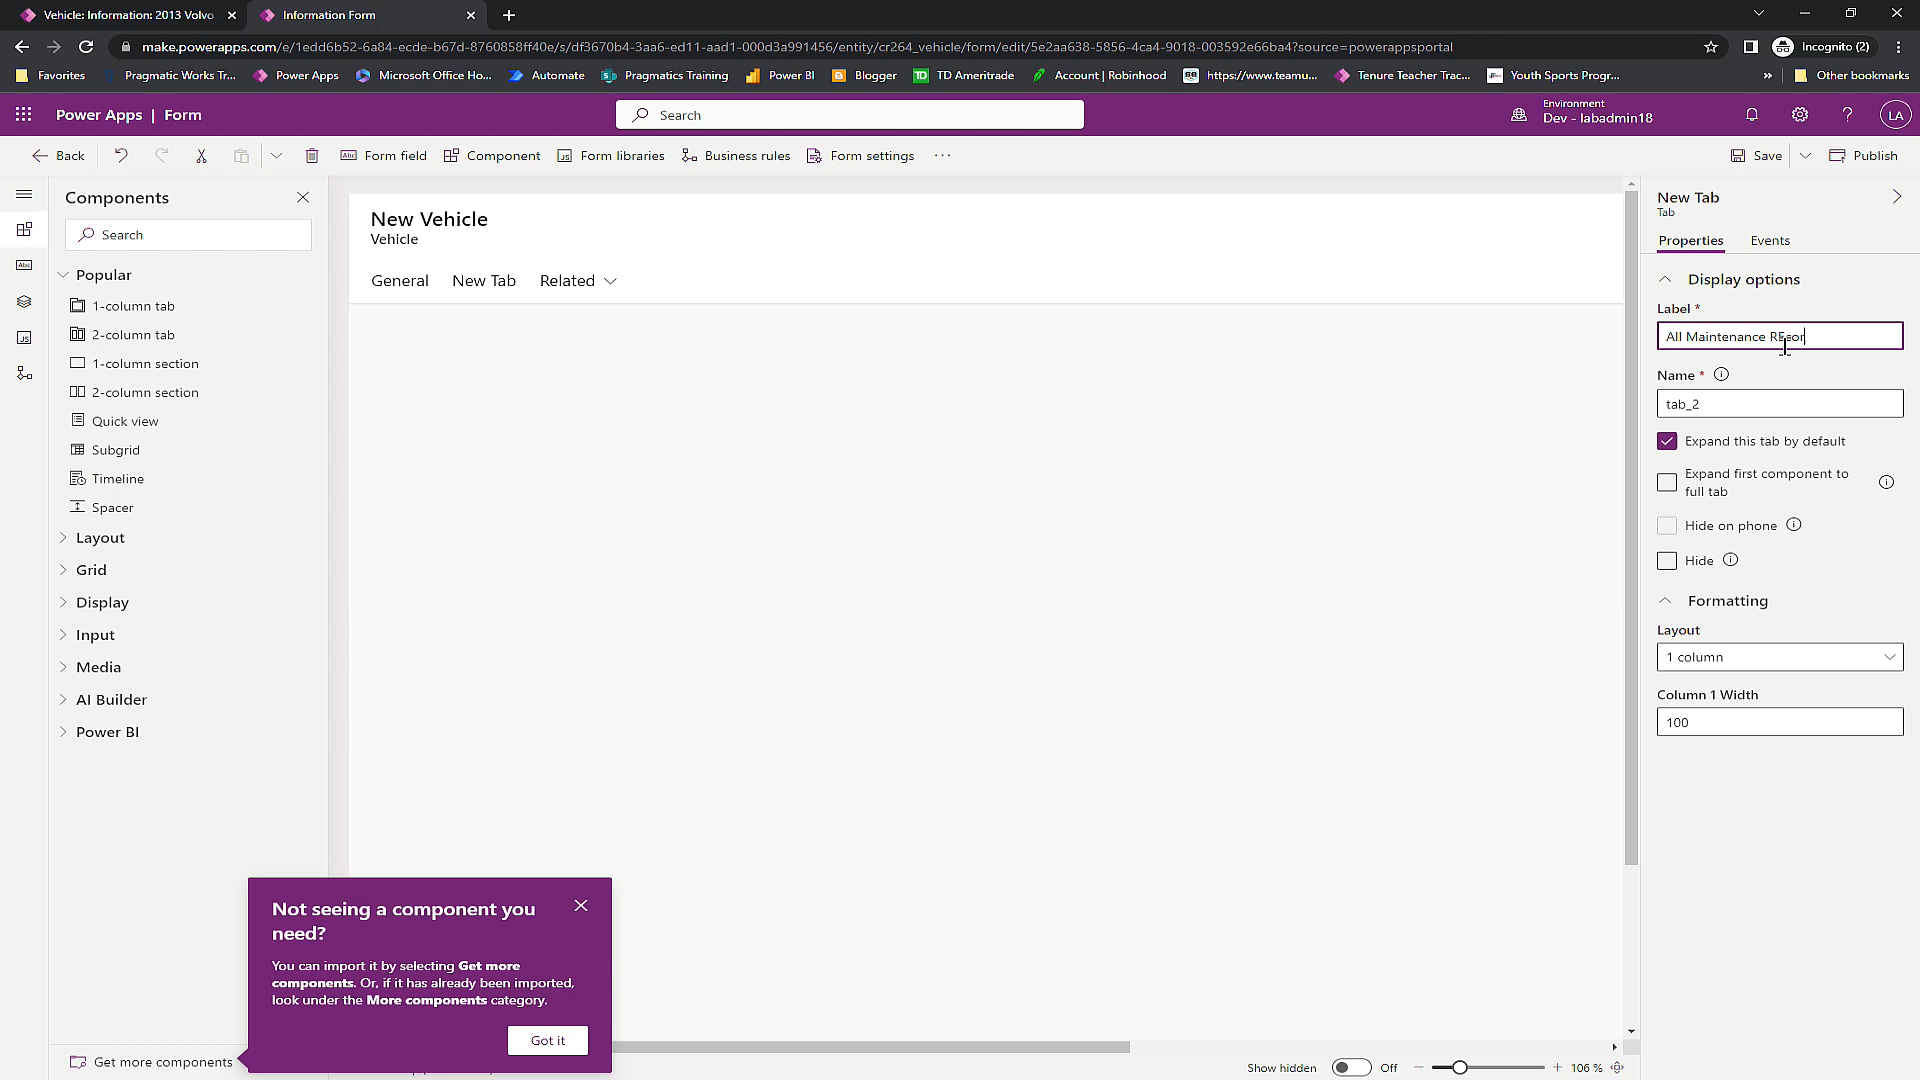 Vehicle: Information: 2013 Volvo
Information Form
make.powerapps.com/e/1edd6b52-6a84-ecde-b67d-8760858ff40e/s/df3670b4-3aa6-ed11-aad1-000d3a991456/entity/cr264_vehicle/form/edit/5e2aa638-5856-4ca4-9018-003592e66ba4?source=powerappsportal
Incognito (2)
Favorites
Pragmatic Works Tr...
Power Apps
Microsoft Office Ho...
Automate
Pragmatics Training
Power BI
Blogger
TD Ameritrade
Account | Robinhood
https://www.teamu...
Tenure Teacher Trac...
Youth Sports Progr...
»
Other bookmarks
Power Apps | Form
Search
Environment
Dev - labadmin18
?
LA
Back
Form field
Component
Form libraries
Business rules
Form settings
...
Save
Publish
Components
Search
Popular
1-column tab
2-column tab
1-column section
2-column section
Quick view
Subgrid
Timeline
Spacer
Layout
Grid
Display
Input
Media
AI Builder
Power BI
Get more components
New Vehicle
Vehicle
General
New Tab
Related
Not seeing a component you
need?
You can import it by selecting Get more
components. Or, if it has already been imported,
look under the More components category.
Got it
Show hidden
Off
106 %
New Tab
Tab
Properties
Events
Display options
Label *
All Maintenance REcor
Name *
tab_2
Expand this tab by default
Expand first component to
full tab
Hide on phone
Hide
Formatting
Layout
1 column
Column 1 Width
100